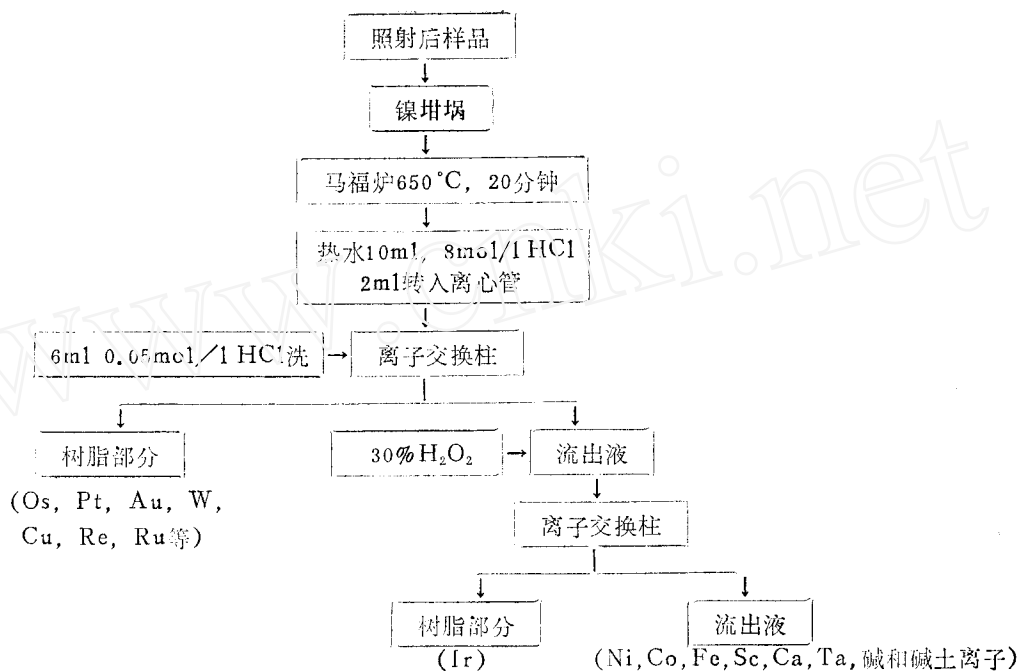 照射后样品
镍坩埚
马福炉650°C, 20分钟
热水10ml, 8mol/l HCl
2ml转入离心管
6ml 0.05mol/l HCl洗
离子交换柱
树脂部分
30%H₂O₂
流出液
(Os, Pt, Au, W,
Cu, Re, Ru等)
离子交换柱
树脂部分
流出液
(Ir)
(Ni,Co,Fe,Sc,Ca,Ta,碱和碱土离子)
www.cnki.net